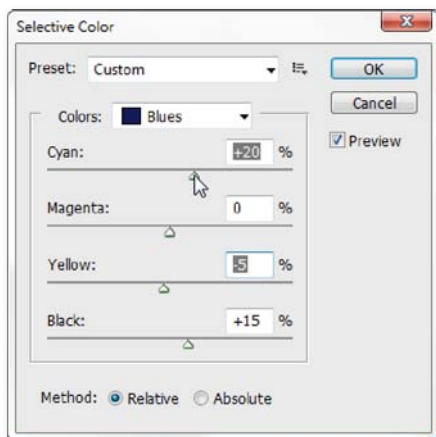 Selective Color
Preset: Custom
OK
Cancel
Preview
Colors: Blues
Cyan: +20 %
Magenta: 0 %
Yellow: -5 %
Black: +15 %
Method: Relative Absolute